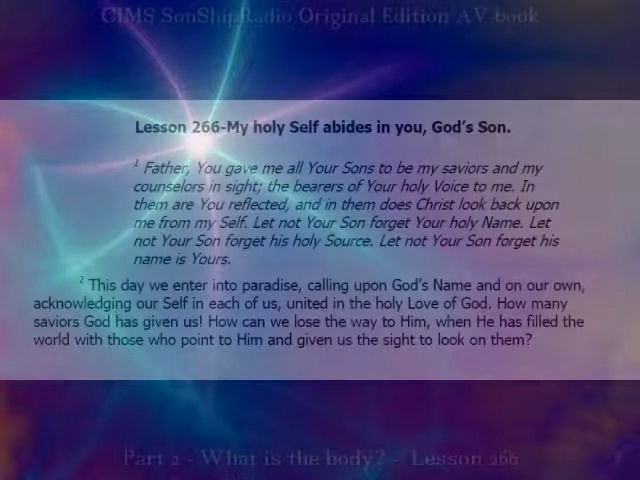 CIMS SonShipRadio Original Edition AV-book
Lesson 266-My holy Self abides in you, God's Son.
1 Father, You gave me all Your Sons to be my saviors and my
counselors in sight; the bearers of Your holy Voice to me. In
them are You reflected, and in them does Christ look back upon
me from my Self. Let not Your Son forget Your holy Name. Let
not Your Son forget his holy Source. Let not Your Son forget his
name is Yours.
2 This day we enter into paradise, calling upon God's Name and on our own,
acknowledging our Self in each of us, united in the holy Love of God. How many
saviors God has given us! How can we lose the way to Him, when He has filled the
world with those who point to Him and given us the sight to look on them?
Part 2 - What is the body? - Lesson 266